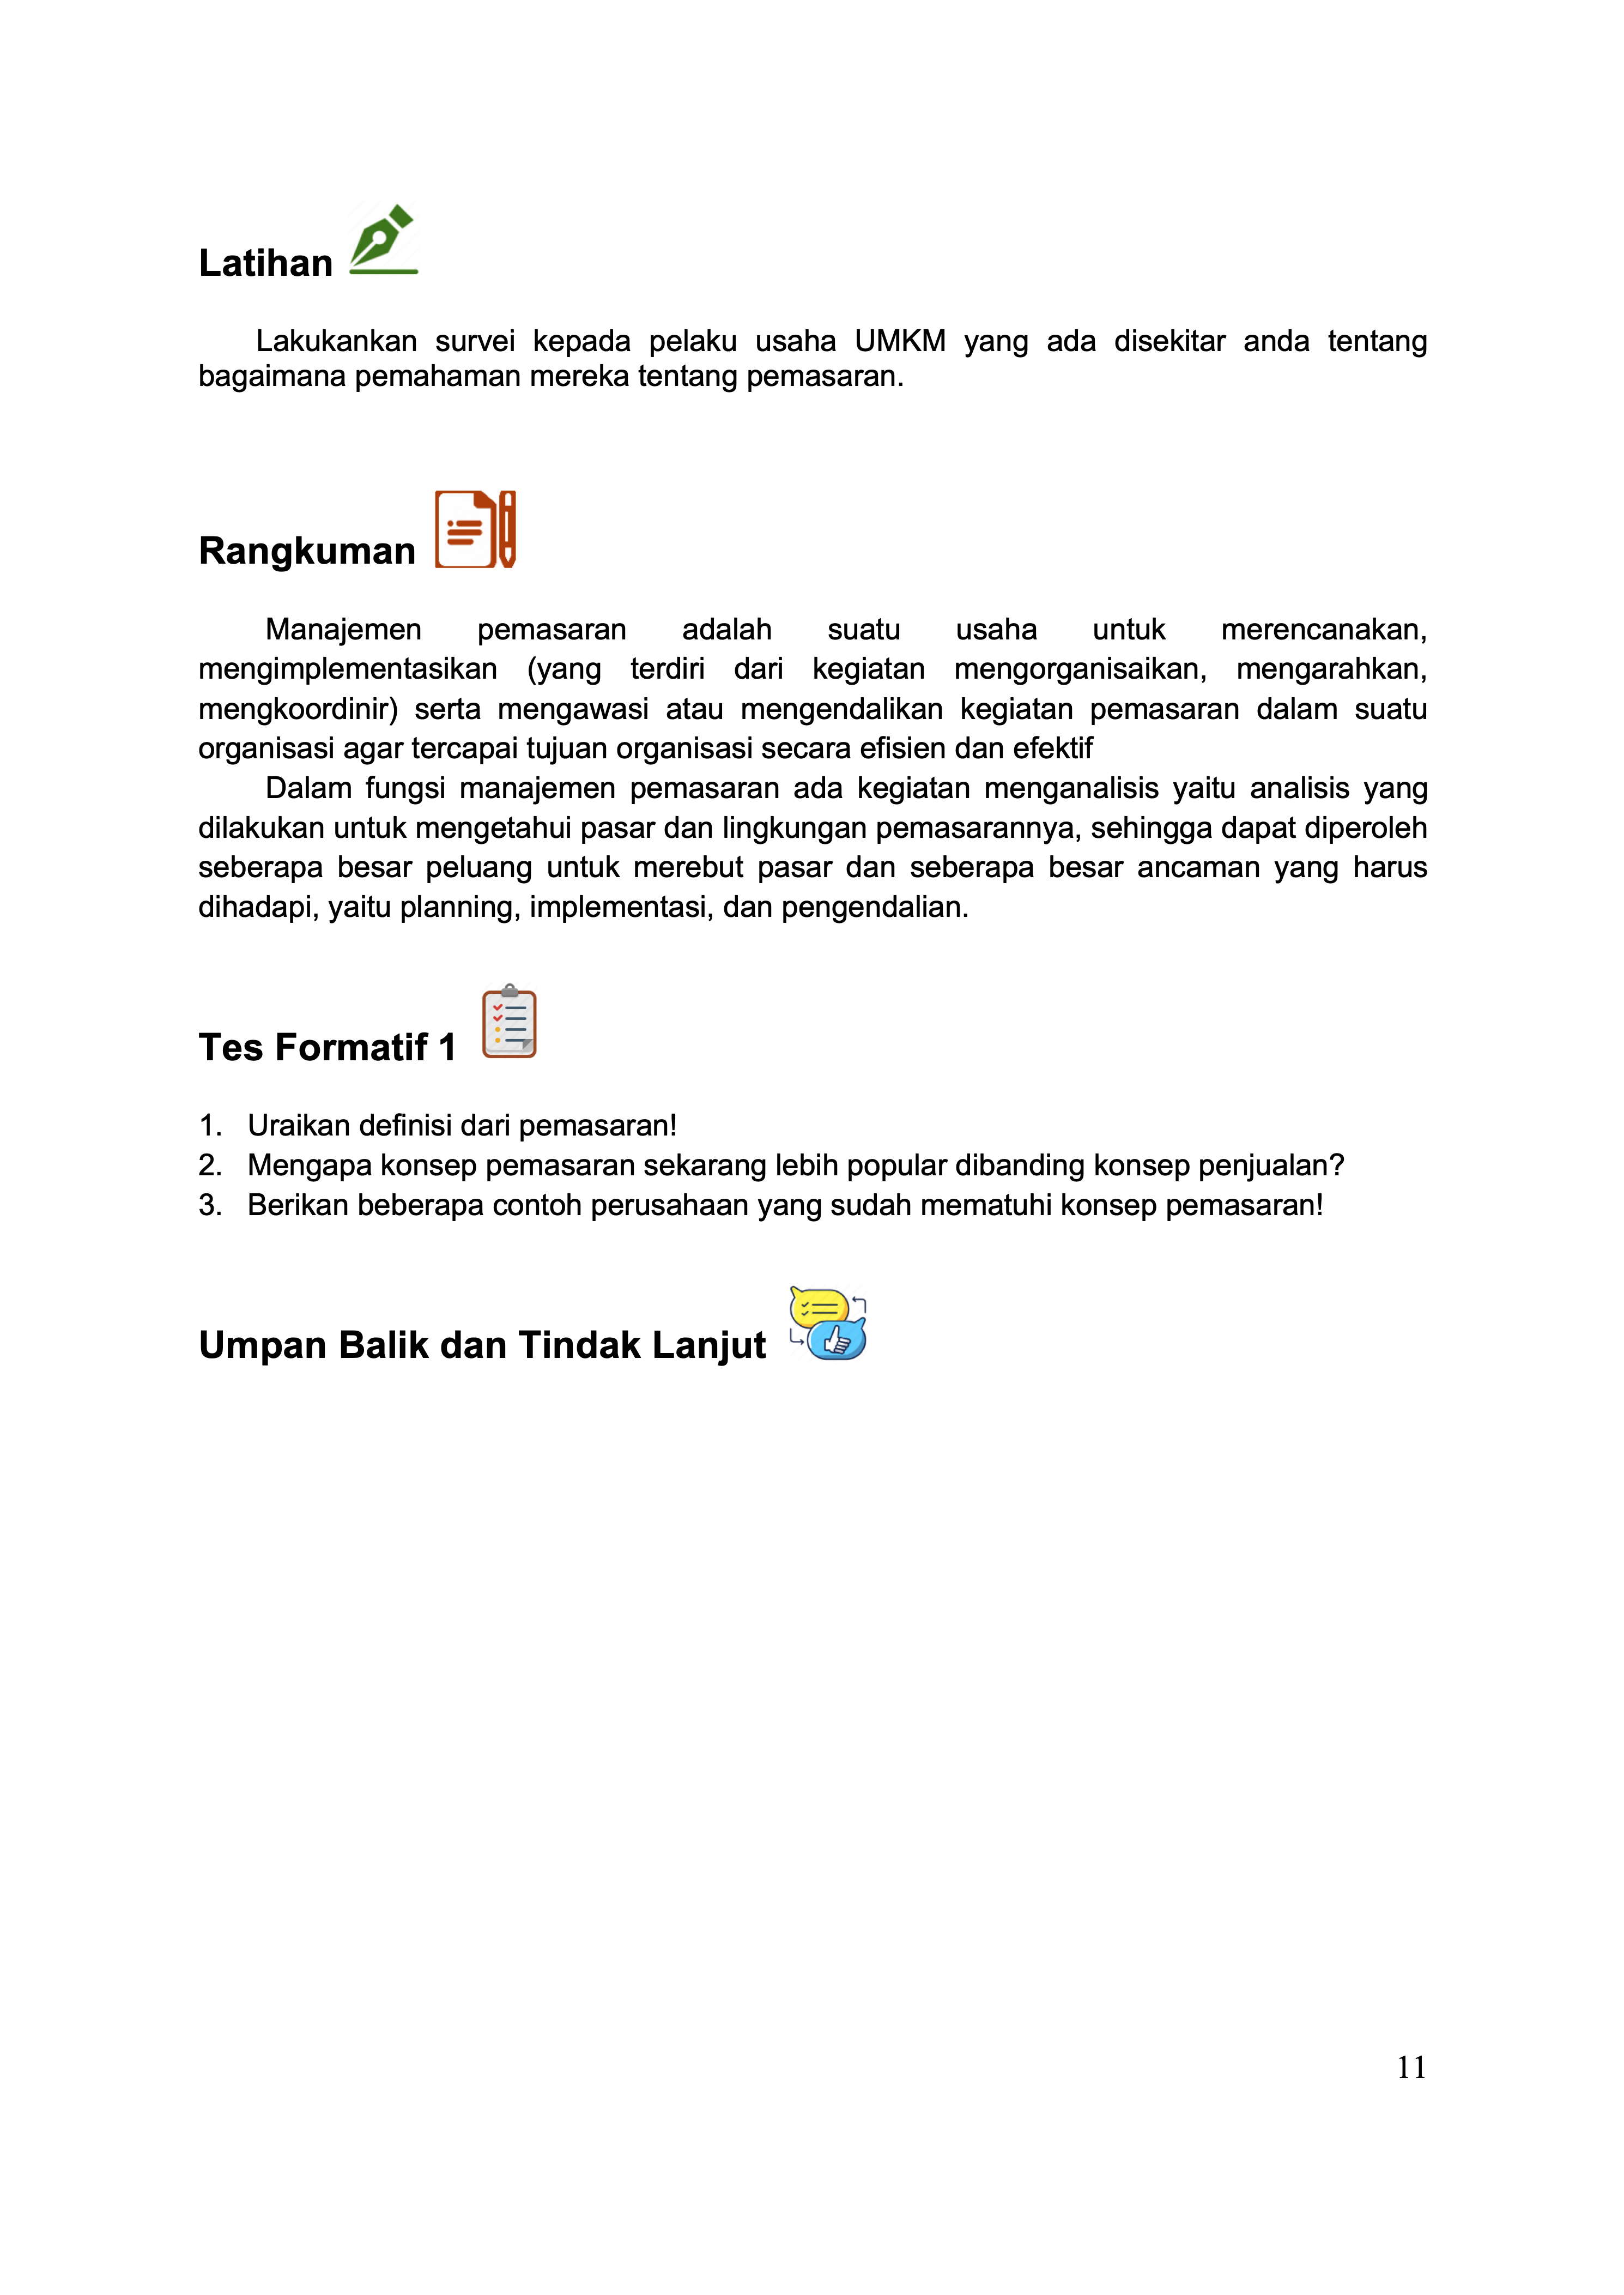 Latihan
Lakukankan survei kepada pelaku usaha UMKM yang ada disekitar anda tentang
bagaimana pemahaman mereka tentang pemasaran.
Rangkuman
Manajemen pemasaran adalah suatu usaha untuk merencanakan,
mengimplementasikan (yang terdiri dari kegiatan mengorganisaikan, mengarahkan,
mengkoordinir) serta mengawasi atau mengendalikan kegiatan pemasaran dalam suatu
organisasi agar tercapai tujuan organisasi secara efisien dan efektif
Dalam fungsi manajemen pemasaran ada kegiatan menganalisis yaitu analisis yang
dilakukan untuk mengetahui pasar dan lingkungan pemasarannya, sehingga dapat diperoleh
seberapa besar peluang untuk merebut pasar dan seberapa besar ancaman yang harus
dihadapi, yaitu planning, implementasi, dan pengendalian.
Tes Formatif 1
1. Uraikan definisi dari pemasaran!
2. Mengapa konsep pemasaran sekarang lebih popular dibanding konsep penjualan?
3. Berikan beberapa contoh perusahaan yang sudah mematuhi konsep pemasaran!
Umpan Balik dan Tindak Lanjut
11